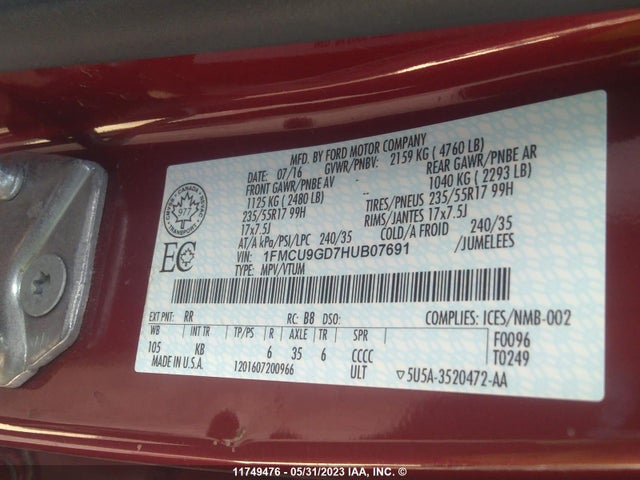 MFD. BY FORD MOTOR COMPANY
DATE: 07/16 GVWR/PNBV: 2159 KG ( 4760 LB)
FRONT GAWR/PNBE AV REAR GAWR/PNBE AR
1125 KG ( 2480 LB) 1040 KG ( 2293 LB)
235/55R17 99H TIRES/PNEUS 235/55R17 99H
17x7.5J RIMS/JANTES 17x7.5J
AT/A kPa/PSI/LPC 240/35 COLD/A FROID 240/35
/JUMELEES
VIN: 1FMCU9GD7HUB07691
TYPE: MPV/VTUM
CANADA
977
TRANSPORT
EC
EXT PNT: RR RC: B8 DSO: COMPLIES: ICES/NMB-002
WB INT TR TP/PS R AXLE TR SPR F0096
105 KB 6 35 6 CCCC T0249
MADE IN U.S.A. 1201607200966 ULT ▽5U5A-3520472-AA
11749476 - 05/31/2023 IAA, INC. ©